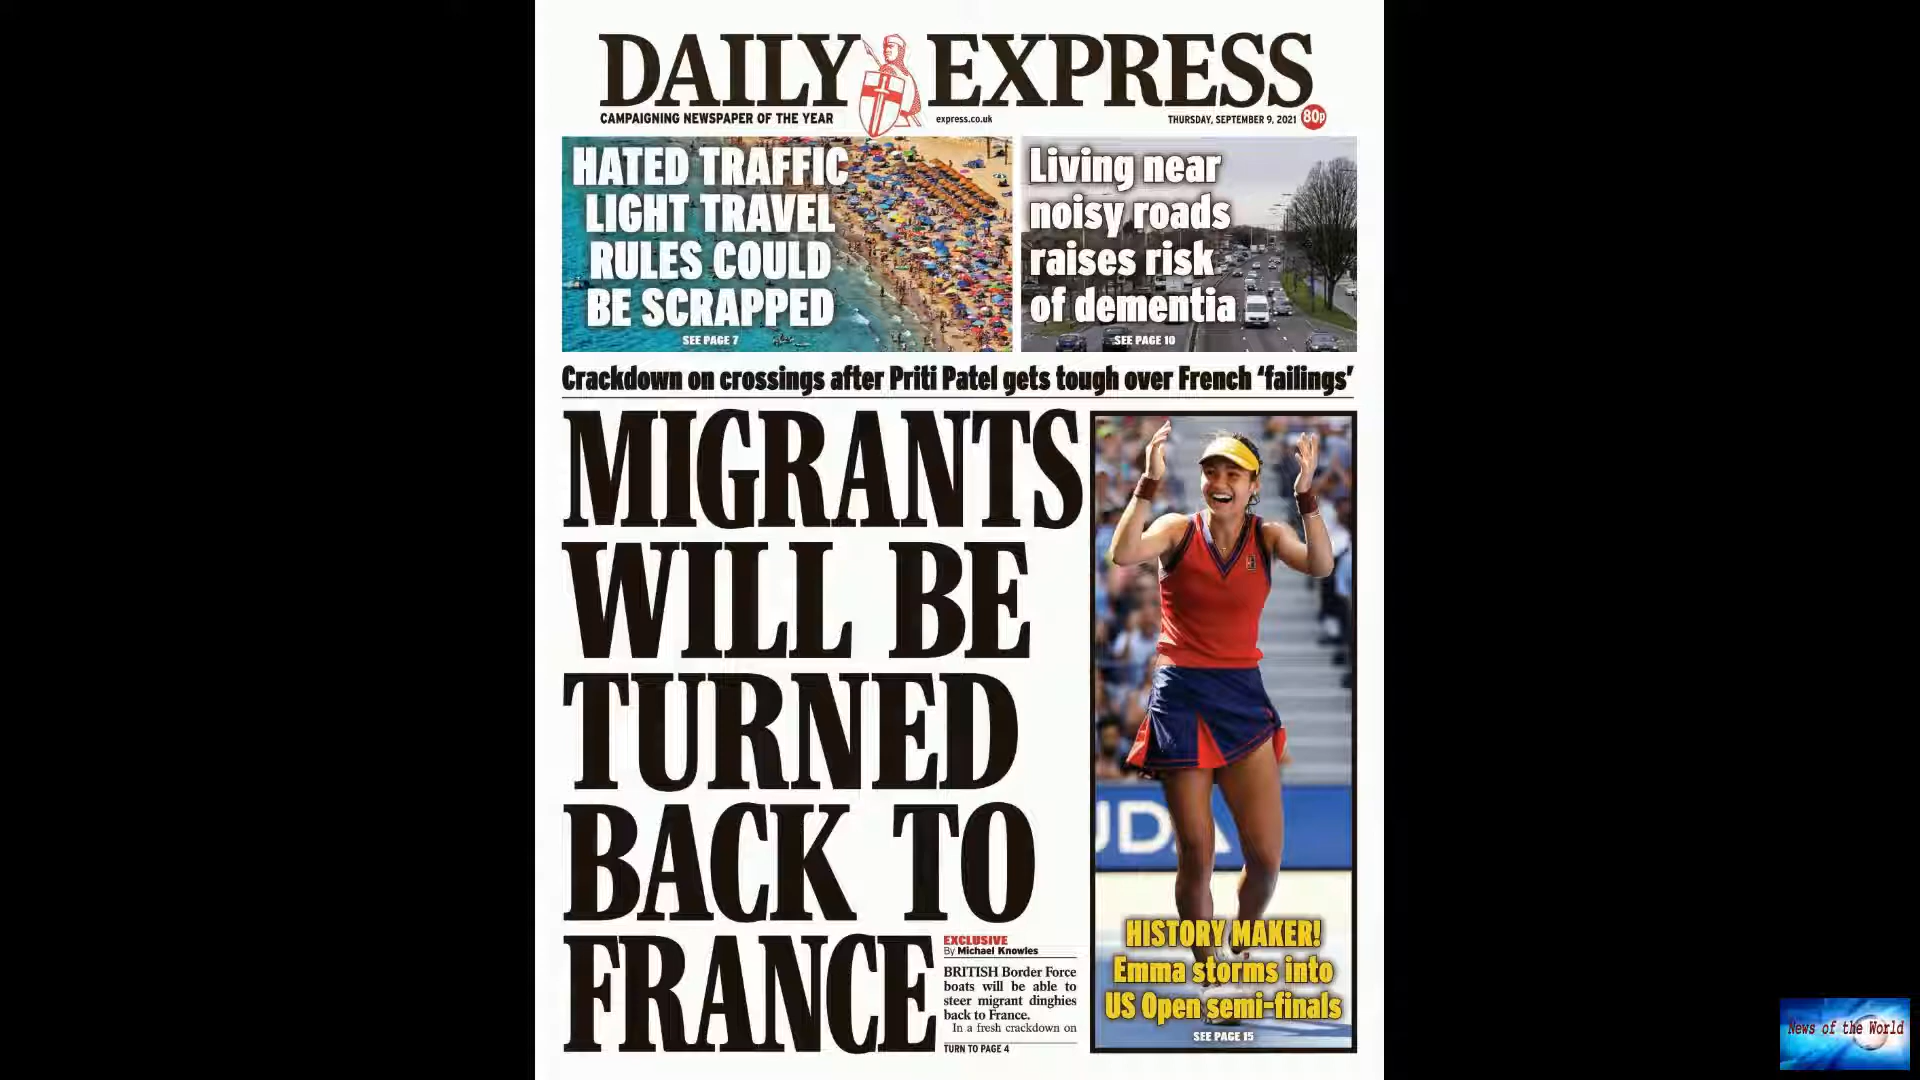 DAILY EXPRESS
CAMPAIGNING NEWSPAPER OF THE YEAR
express.co.uk
THURSDAY, SEPTEMBER 9, 2021
80p
HATED TRAFFIC
LIGHT TRAVEL
RULES COULD
BE SCRAPPED
SEE PAGE 7
Living near
noisy roads
raises risk
of dementia
SEE PAGE 10
Crackdown on crossings after Priti Patel gets tough over French ‘failings’
MIGRANTS
WILL BE
TURNED
BACK TO
FRANCE
EXCLUSIVE
By Michael Knowles
BRITISH Border Force
boats will be able to
steer migrant dinghies
back to France.
In a fresh crackdown on
TURN TO PAGE 4
UDA
HISTORY MAKER!
Emma storms into
US Open semi-finals
SEE PAGE 15
News of the World